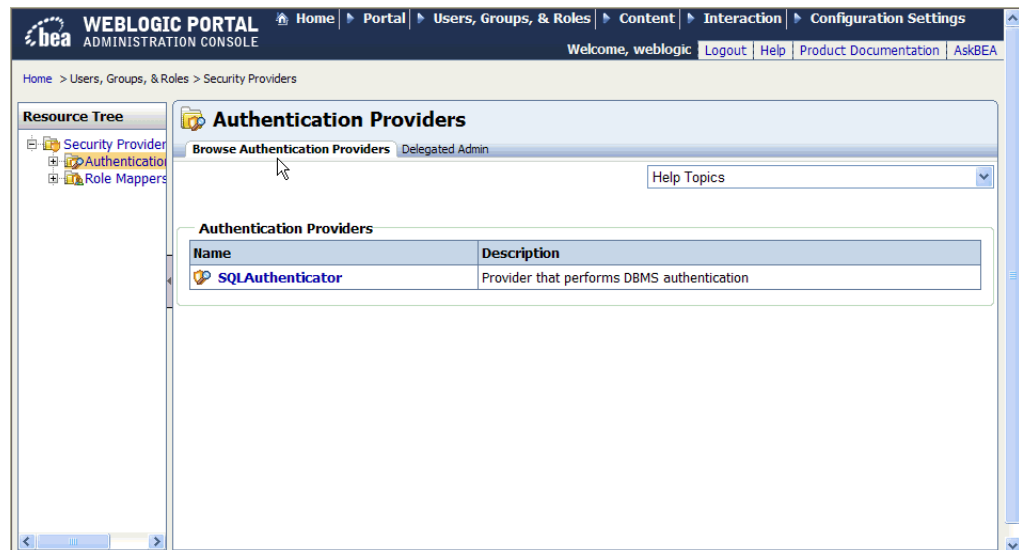 bea WEBLOGIC PORTAL
ADMINISTRATION CONSOLE
Home Portal Users, Groups, & Roles Content Interaction Configuration Settings
Welcome, weblogic Logout Help Product Documentation AskBEA
Home > Users, Groups, & Roles > Security Providers
Resource Tree
Security Provider
Authentication
Role Mappers
Authentication Providers
Browse Authentication Providers Delegated Admin
Help Topics
Authentication Providers
Name Description
SQLAuthenticator Provider that performs DBMS authentication